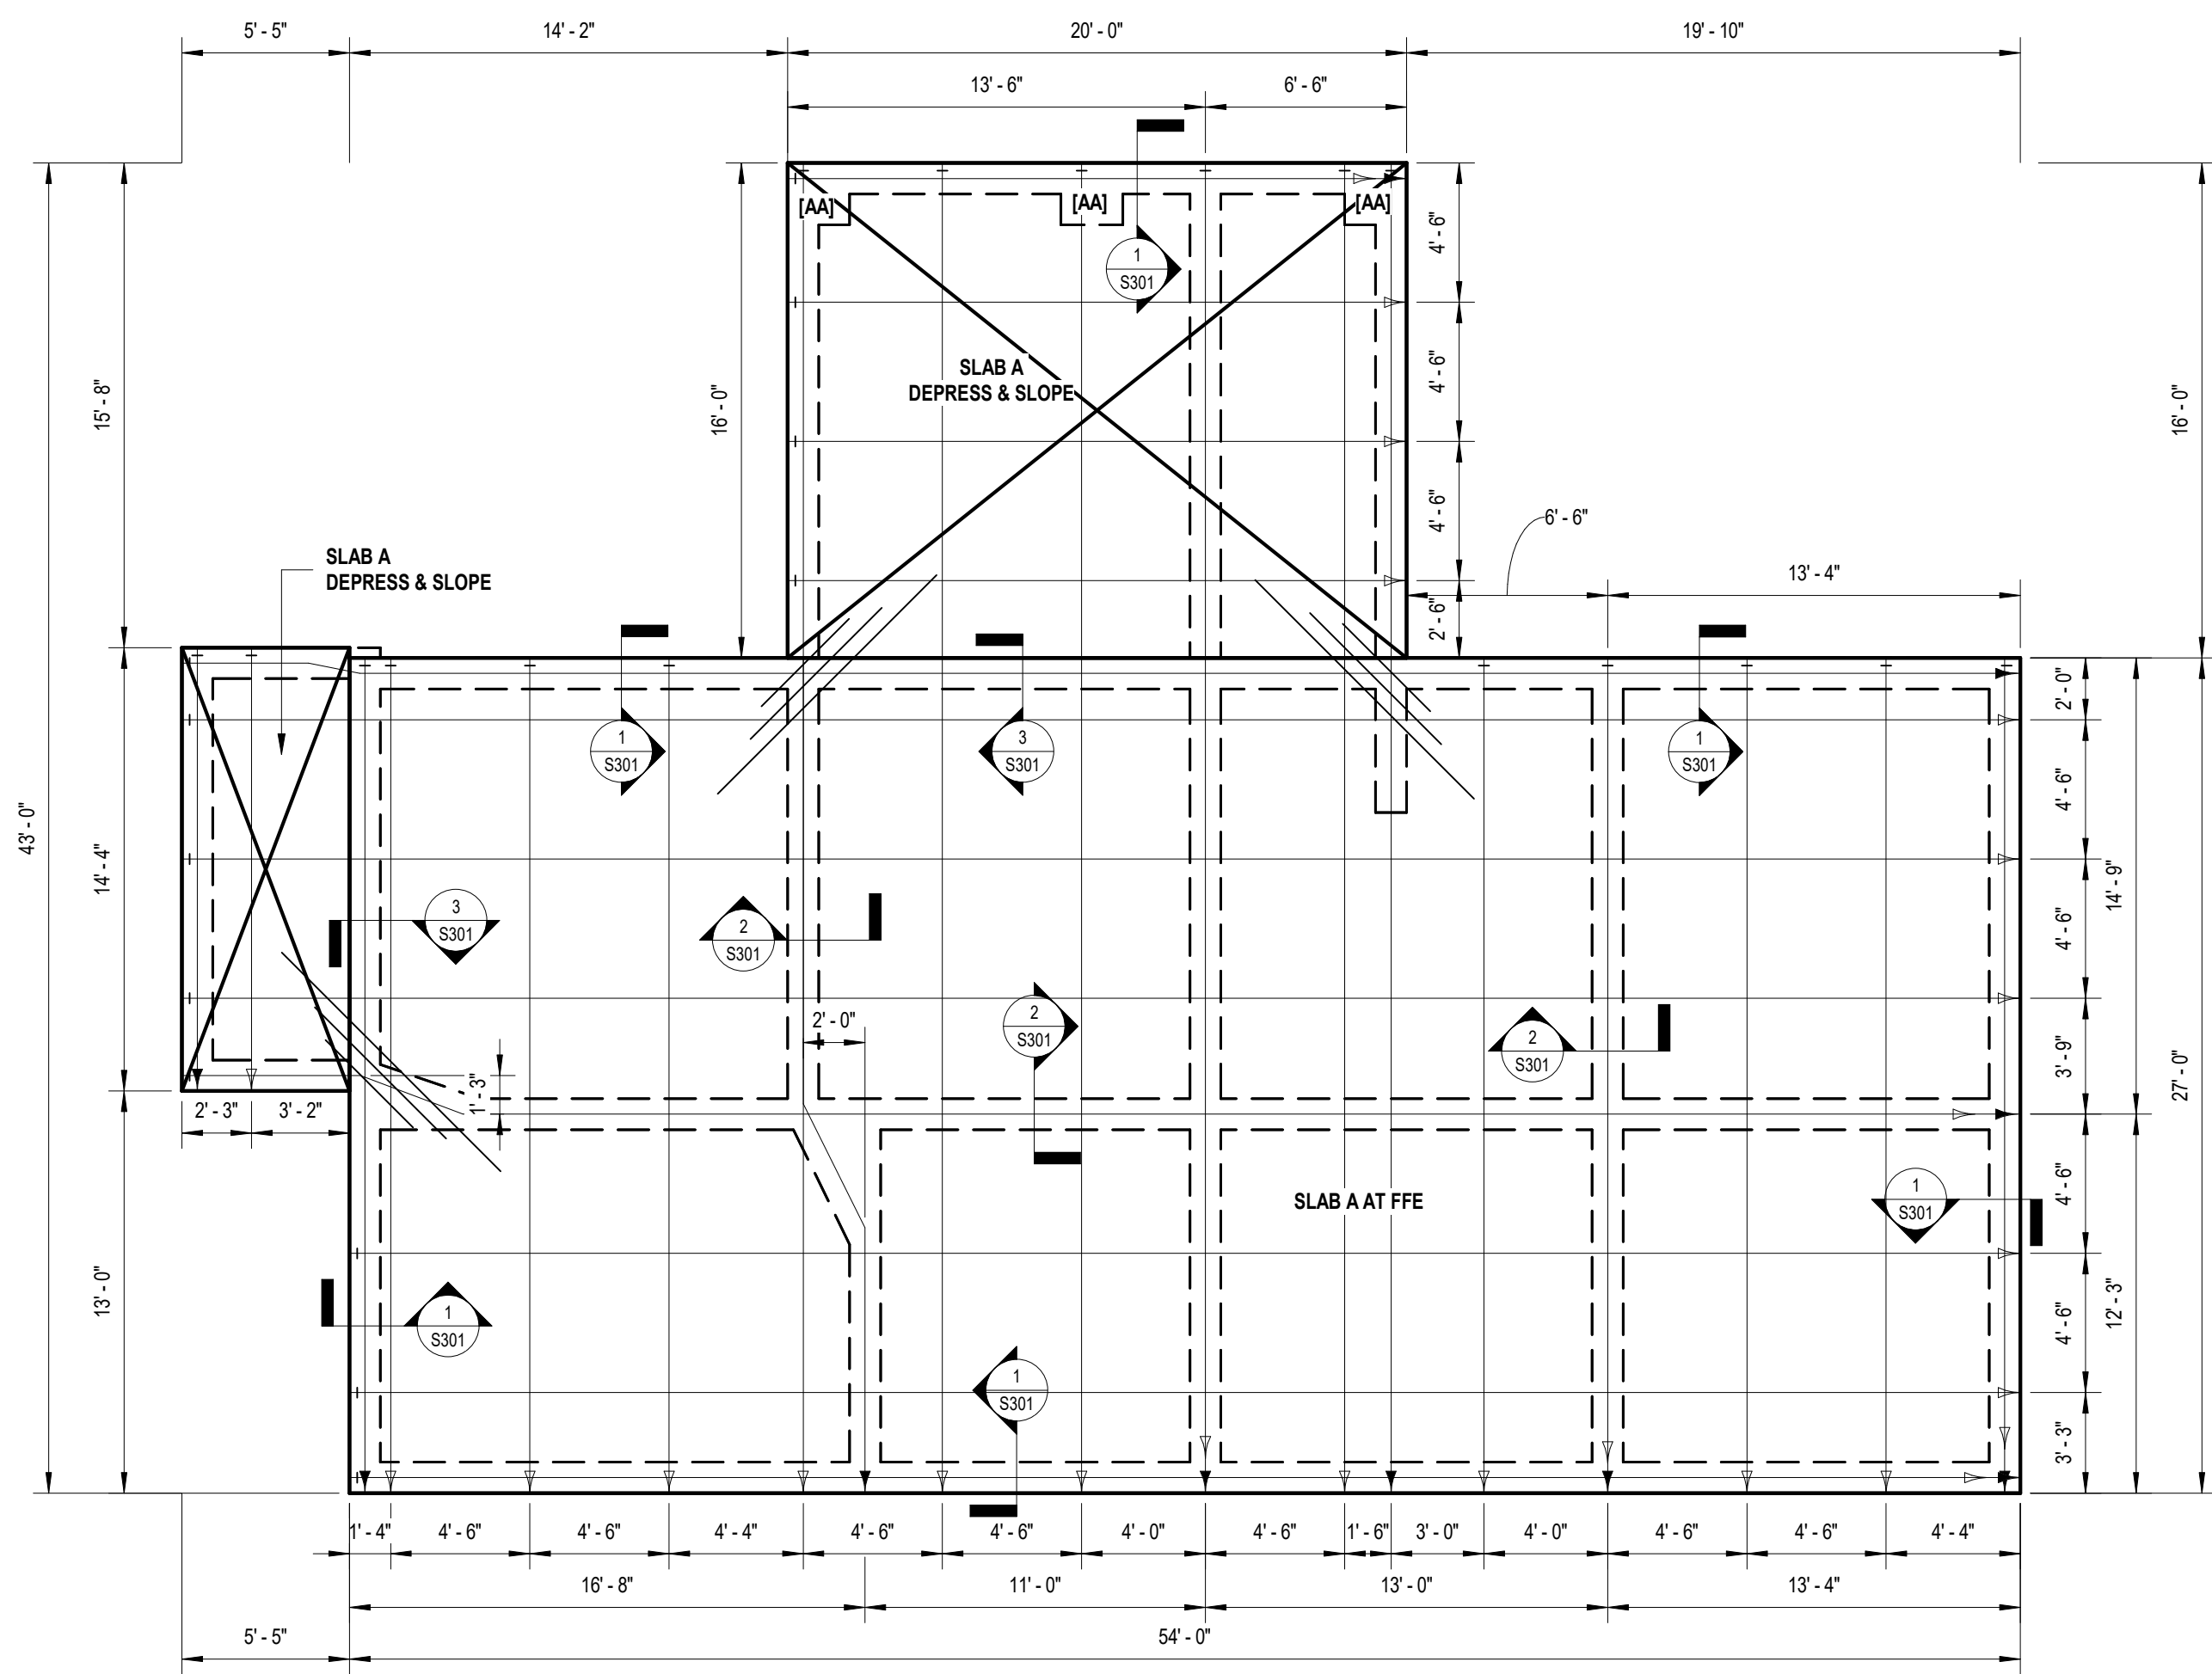 5' - 5"
14' - 2"
20' - 0"
19' - 10"
13' - 6"
6' - 6"
[AA]
[AA]
[AA]
4' - 6"
1
S301
15' - 8"
16' - 0"
SLAB A
DEPRESS & SLOPE
4' - 6"
16' - 0"
4' - 6"
6' - 6"
SLAB A
DEPRESS & SLOPE
13' - 4"
2' - 6"
2' - 0"
1
S301
3
S301
1
S301
4' - 6"
43' - 0"
14' - 4"
14' - 9"
3
S301
2
S301
4' - 6"
2' - 0"
2
S301
2
S301
3' - 9"
27' - 0"
2' - 3"
3' - 2"
1' - 3"
4' - 6"
SLAB A AT FFE
1
S301
13' - 0"
12' - 3"
1
S301
4' - 6"
1
S301
3' - 3"
1' - 4"
4' - 6"
4' - 6"
4' - 4"
4' - 6"
4' - 6"
4' - 0"
4' - 6"
1' - 6"
3' - 0"
4' - 0"
4' - 6"
4' - 6"
4' - 4"
16' - 8"
11' - 0"
13' - 0"
13' - 4"
5' - 5"
54' - 0"